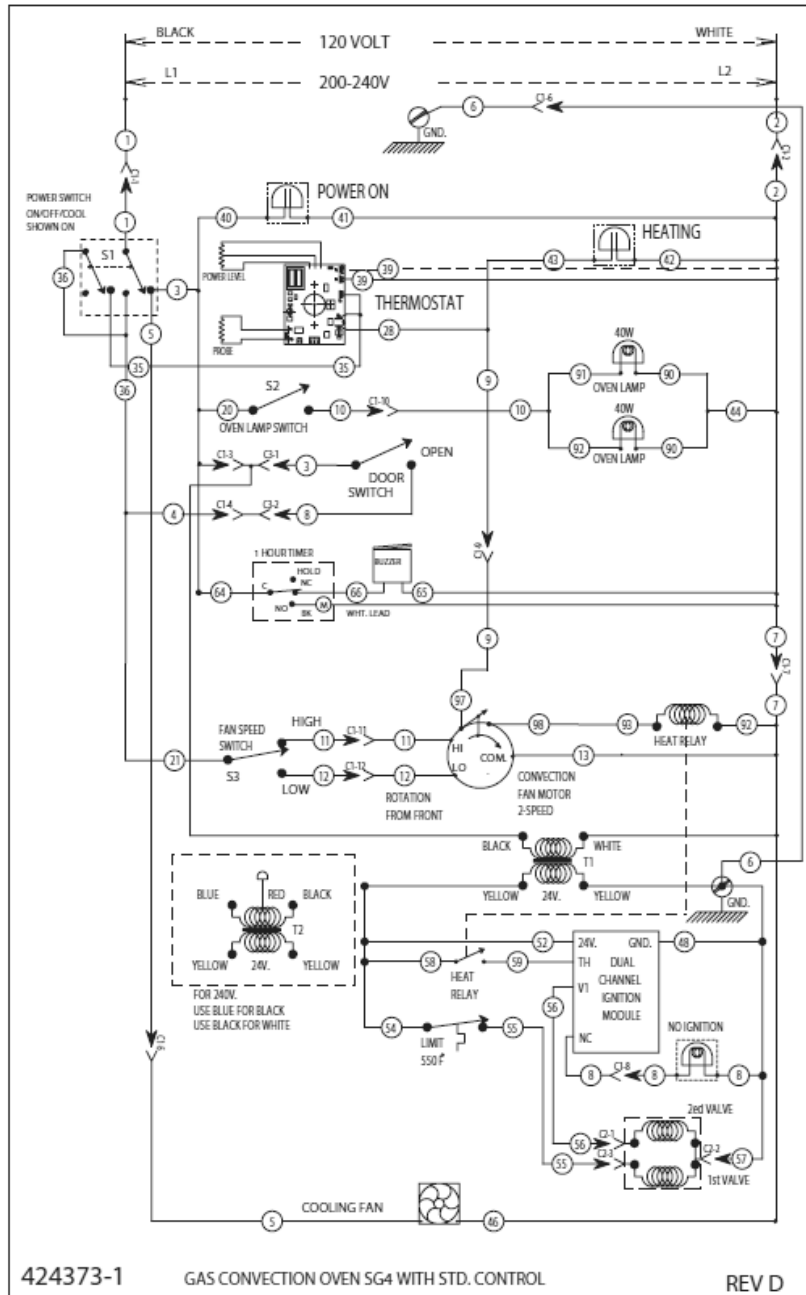 BLACK
120 VOLT
WHITE
L1
200-240V
L2
6
C1-6
GND.
1
2
C1-1
C1-2
POWER SWITCH
ON/OFF/COOL
SHOWN ON
1
2
POWER ON
40
41
HEATING
S1
36
3
POWER LEVEL
39
39
43
42
5
THERMOSTAT
28
PROBE
35
35
40W
36
9
91
90
OVEN LAMP
S2
20
10
C1-10
10
44
OVEN LAMP SWITCH
40W
92
90
OVEN LAMP
C1-3
C3-1
3
OPEN
DOOR
SWITCH
4
C1-4
C3-2
8
C1-9
1 HOUR TIMER
HOLD
NC
C
BUZZER
64
66
65
NO
BK
M
WHT. LEAD
9
7
C1-7
97
7
FAN SPEED
SWITCH
HIGH
11
C1-11
11
98
93
92
HEAT RELAY
21
HI
LO
COM.
13
S3
LOW
12
C1-12
12
ROTATION
FROM FRONT
CONVECTION
FAN MOTOR
2-SPEED
BLACK
WHITE
T1
6
YELLOW
24V.
YELLOW
GND.
BLUE
RED
BLACK
T2
YELLOW
24V.
YELLOW
52
24V.
GND.
48
58
HEAT
RELAY
59
TH
DUAL
CHANNEL
IGNITION
MODULE
V1
FOR 240V.
USE BLUE FOR BLACK
USE BLACK FOR WHITE
56
54
LIMIT
550 F°
55
NC
NO IGNITION
8
C1-8
8
8
2ed VALVE
56
C2-1
C2-2
57
55
C2-3
1st VALVE
COOLING FAN
5
46
424373-1
GAS CONVECTION OVEN SG4 WITH STD. CONTROL
REV D